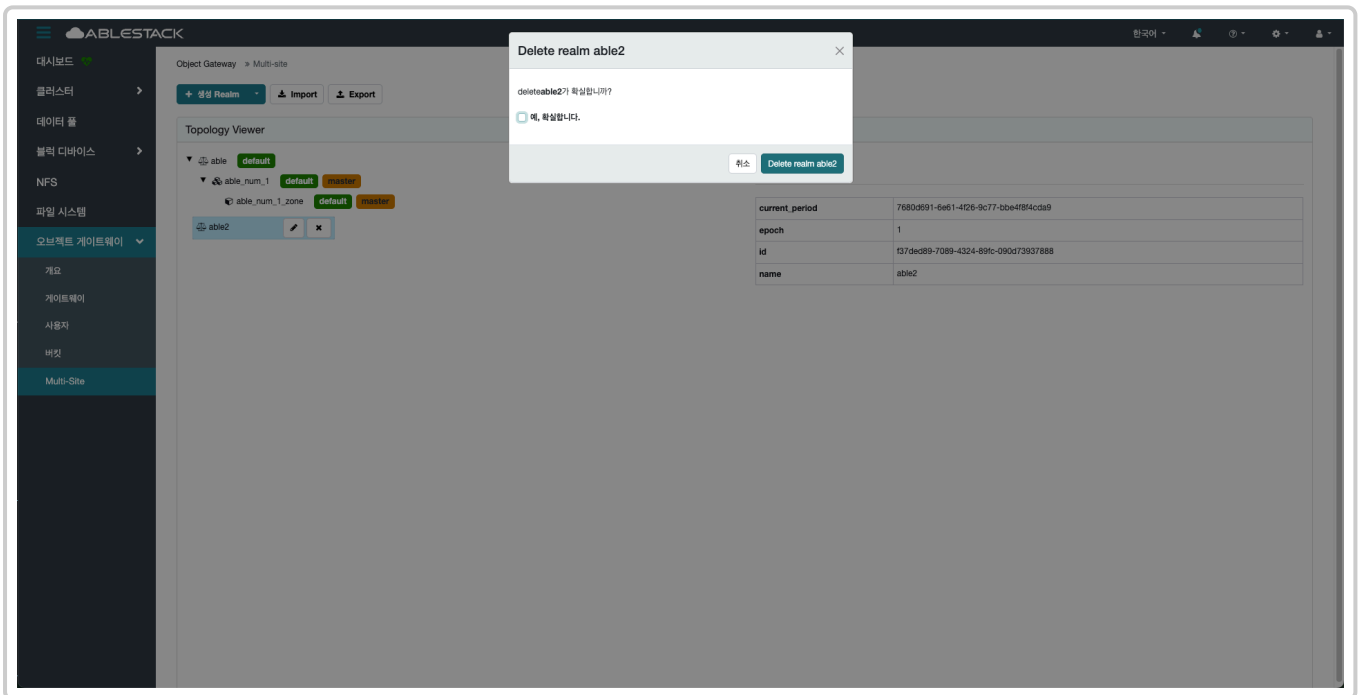 ABLESTACK
한국어
대시보드
클러스터
데이터 풀
블럭 디바이스
NFS
파일 시스템
오브젝트 게이트웨이
개요
게이트웨이
사용자
버킷
Multi-Site
Object Gateway » Multi-site
+ 생성 Realm
Import
Export
Topology Viewer
able default
able_num_1 default master
able_num_1_zone default master
able2
Delete realm able2
deleteable2가 확실합니까?
예, 확실합니다.
취소
Delete realm able2
current_period 7680d691-6e61-4f26-9c77-bbe4f8f4cda9
epoch 1
id f37ded89-7089-4324-89fc-090d73937888
name able2